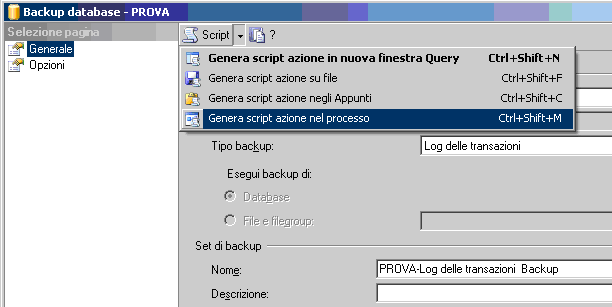 Backup database - PROVA
Selezione pagina
Generale
Opzioni
Script ?
Genera script azione in nuova finestra Query Ctrl+Shift+N
Genera script azione su file Ctrl+Shift+F
Genera script azione negli Appunti Ctrl+Shift+C
Genera script azione nel processo Ctrl+Shift+M
Tipo backup: Log delle transazioni
Esegui backup di:
Database
File e filegroup:
Set di backup
Nome: PROVA-Log delle transazioni Backup
Descrizione: